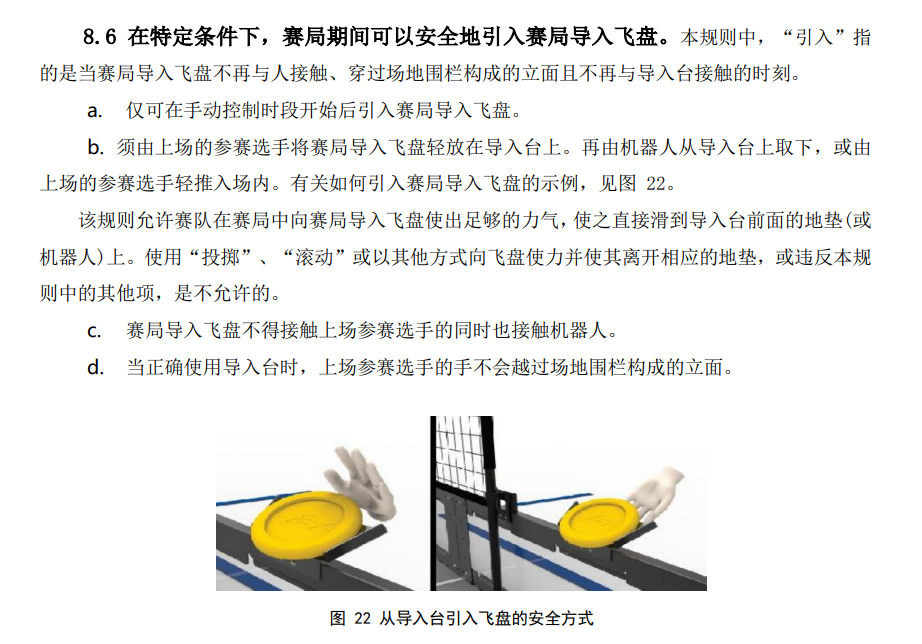 8.6 在特定条件下，赛局期间可以安全地引入赛局导入飞盘。本规则中，“引入”指
的是当赛局导入飞盘不再与人接触、穿过场地围栏构成的立面且不再与导入台接触的时刻。
a. 仅可在手动控制时段开始后引入赛局导入飞盘。
b. 须由上场的参赛选手将赛局导入飞盘轻放在导入台上。再由机器人从导入台上取下，或由
上场的参赛选手轻推入场内。有关如何引入赛局导入飞盘的示例，见图 22。
该规则允许赛队在赛局中向赛局导入飞盘使出足够的力气，使之直接滑到导入台前面的地垫(或
机器人)上。使用“投掷”、“滚动”或以其他方式向飞盘使力并使其离开相应的地垫，或违反本规
则中的其他项，是不允许的。
c. 赛局导入飞盘不得接触上场参赛选手的同时也接触机器人。
d. 当正确使用导入台时，上场参赛选手的手不会越过场地围栏构成的立面。
图 22 从导入台引入飞盘的安全方式